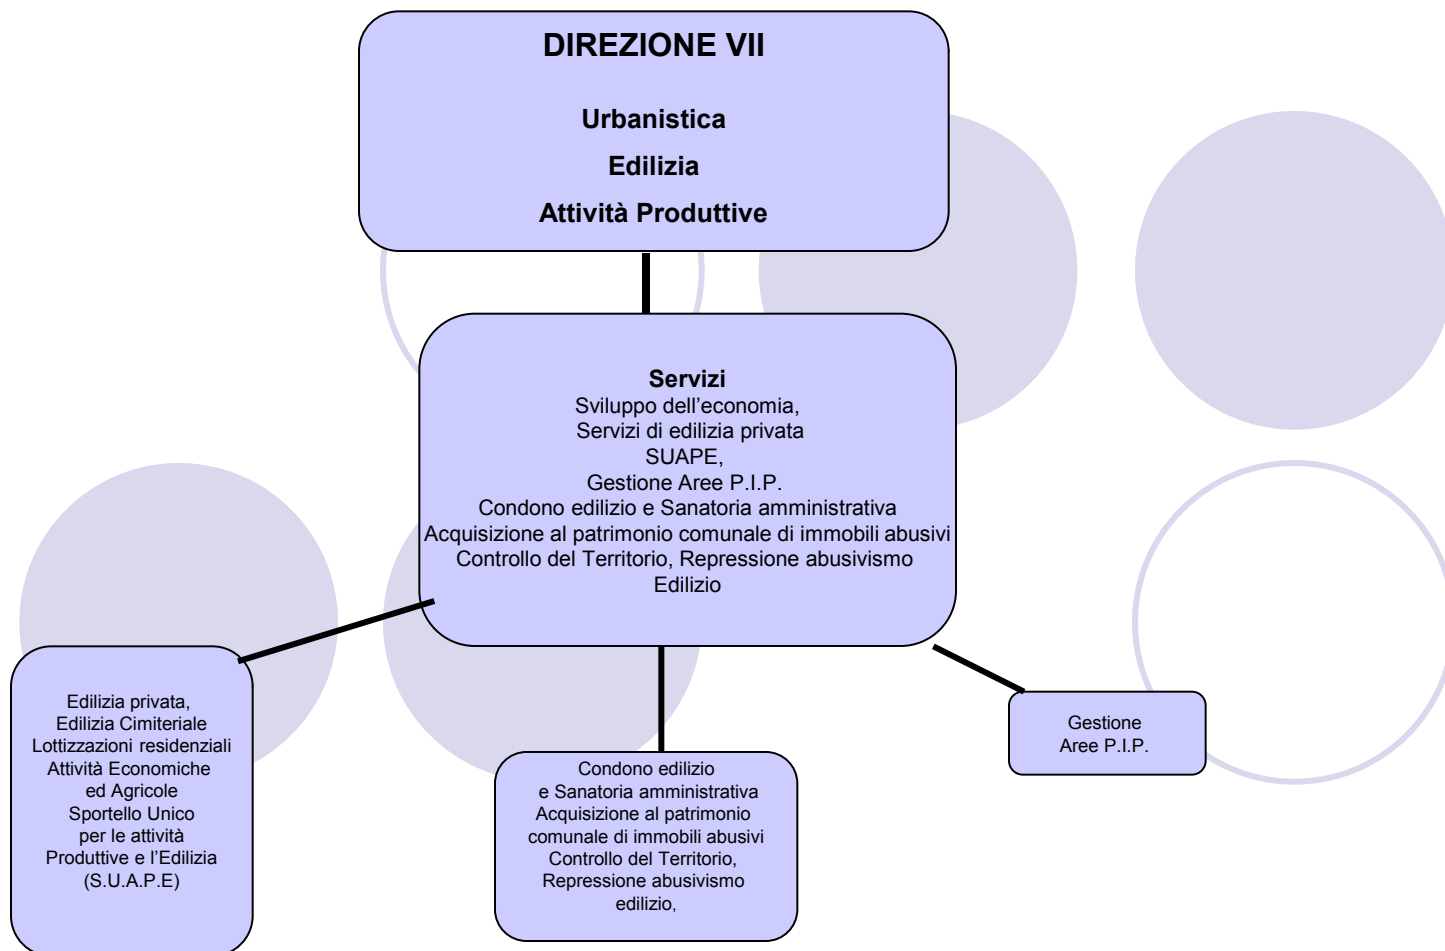 DIREZIONE VII
Urbanistica
Edilizia
Attività Produttive
Servizi
Sviluppo dell’economia,
Servizi di edilizia privata
SUAPE,
Gestione Aree P.I.P.
Condono edilizio e Sanatoria amministrativa
Acquisizione al patrimonio comunale di immobili abusivi
Controllo del Territorio, Repressione abusivismo
Edilizio
Edilizia privata,
Edilizia Cimiteriale
Lottizzazioni residenziali
Attività Economiche
ed Agricole
Sportello Unico
per le attività
Produttive e l’Edilizia
(S.U.A.P.E)
Condono edilizio
e Sanatoria amministrativa
Acquisizione al patrimonio
comunale di immobili abusivi
Controllo del Territorio,
Repressione abusivismo
edilizio,
Gestione
Aree P.I.P.